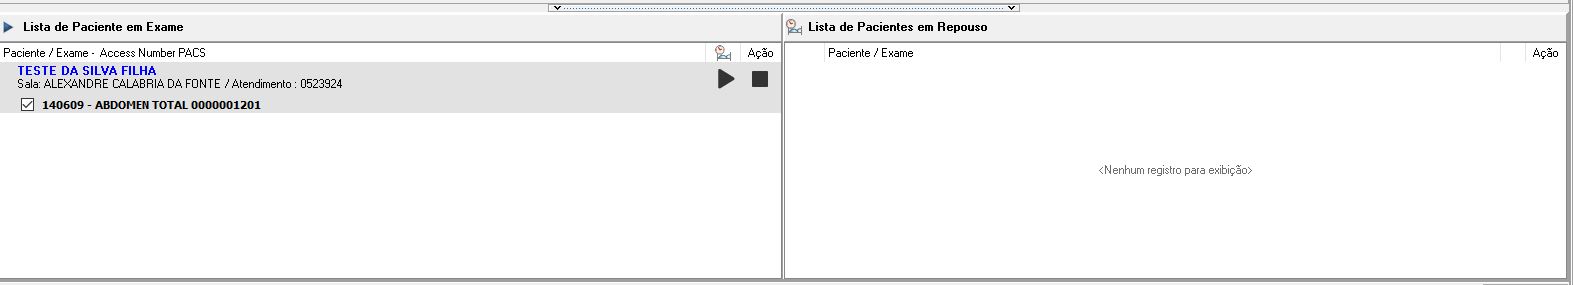 Lista de Paciente em Exame
Paciente / Exame - Access Number PACS
Ação
TESTE DA SILVA FILHA
Sala: ALEXANDRE CALABRIA DA FONTE / Atendimento : 0523924
140609 - ABDOMEN TOTAL 0000001201
Lista de Pacientes em Repouso
Paciente / Exame
Ação
<Nenhum registro para exibição>